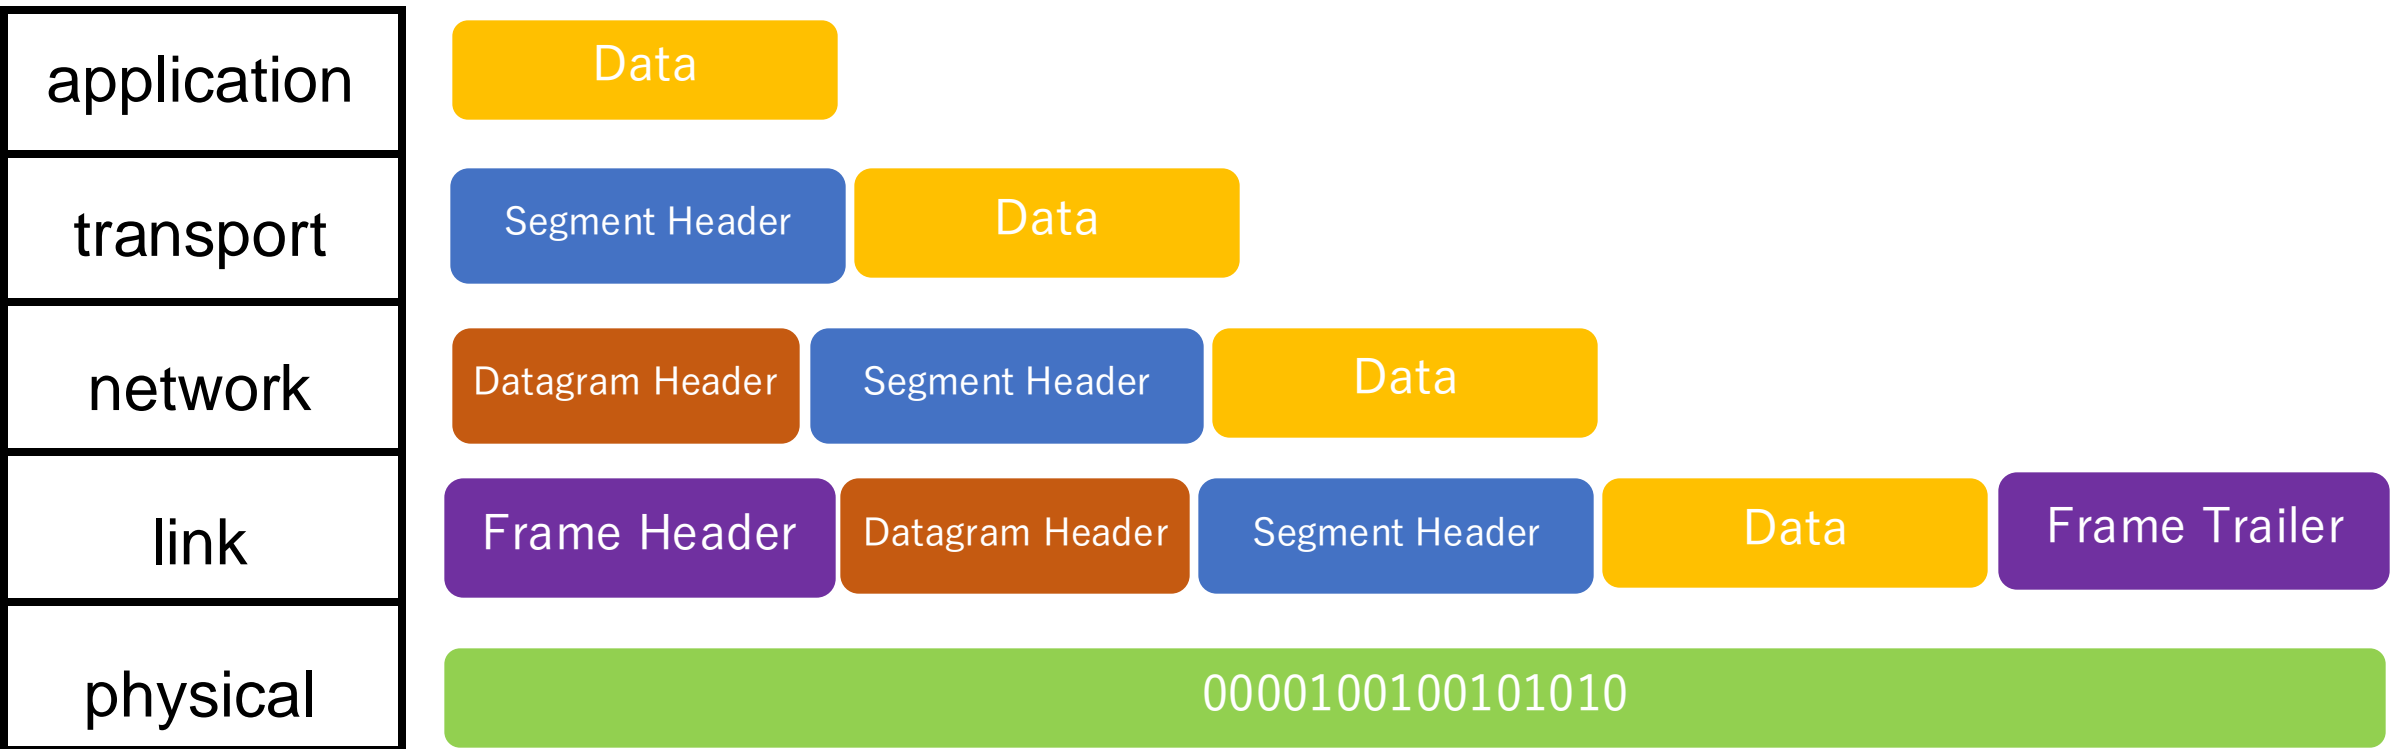 application
Data
transport
Segment Header
Data
network
Datagram Header
Segment Header
Data
link
Frame Header
Datagram Header
Segment Header
Data
Frame Trailer
physical
0000100100101010